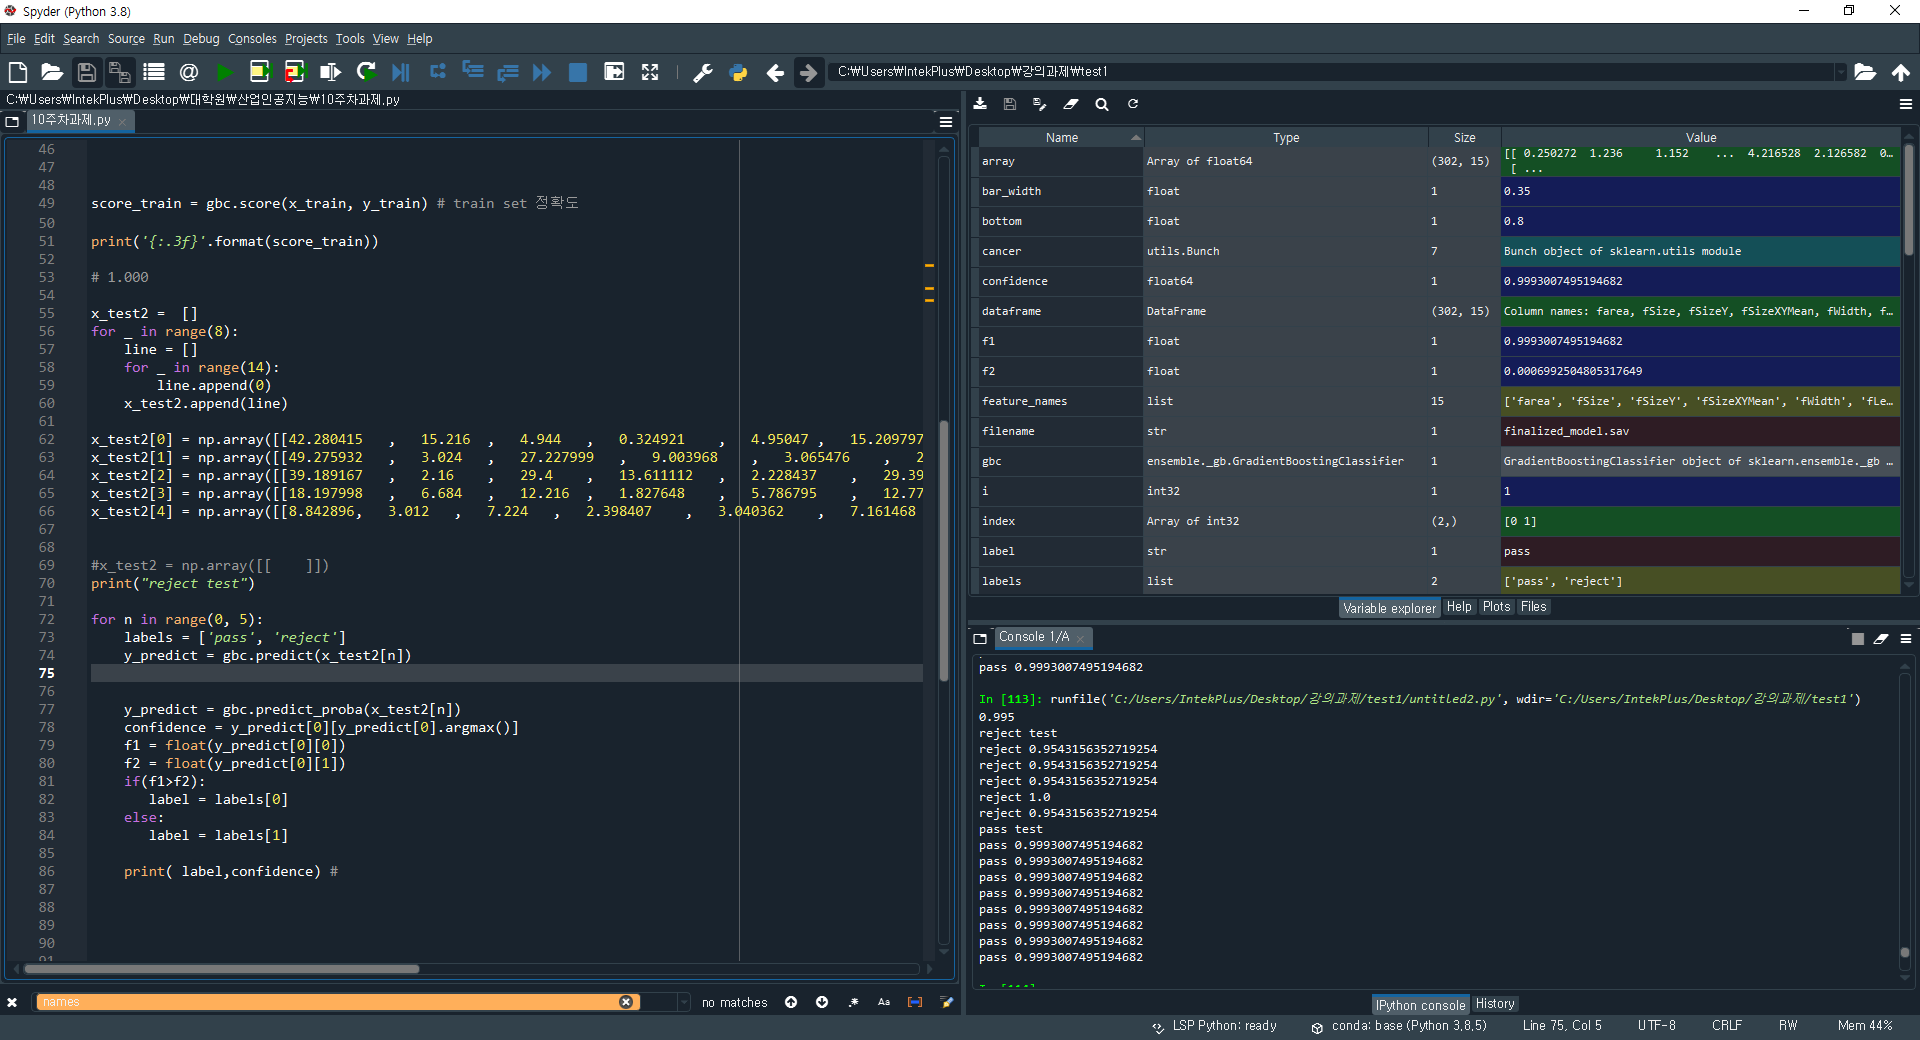 Spyder (Python 3.8)
File Edit Search Source Run Debug Consoles Projects Tools View Help
C:₩Users₩IntekPlus₩Desktop₩강의과제₩test1
C:₩Users₩IntekPlus₩Desktop₩대학원₩산업인공지능₩10주차과제.py
10주차과제.py
46
47
48
49 score_train = gbc.score(x_train, y_train) # train set 정확도
50
51 print('{:.3f}'.format(score_train))
52
53 # 1.000
54
55 x_test2 =  []
56 for _ in range(8):
57     line = []
58     for _ in range(14):
59         line.append(0)
60     x_test2.append(line)
61
62 x_test2[0] = np.array([[42.280415   ,   15.216  ,   4.944   ,   0.324921    ,   4.95047 ,   15.209797
63 x_test2[1] = np.array([[49.275932   ,   3.024   ,   27.227999   ,   9.003968    ,   3.065476    ,   2
64 x_test2[2] = np.array([[39.189167   ,   2.16    ,   29.4    ,   13.611112   ,   2.228437    ,   29.39
65 x_test2[3] = np.array([[18.197998   ,   6.684   ,   12.216  ,   1.827648    ,   5.786795    ,   12.77
66 x_test2[4] = np.array([[8.842896,   3.012   ,   7.224   ,   2.398407    ,   3.040362    ,   7.161468
67
68
69 #x_test2 = np.array([[    ]])
70 print("reject test")
71
72 for n in range(0, 5):
73     labels = ['pass', 'reject']
74     y_predict = gbc.predict(x_test2[n])
75
76
77     y_predict = gbc.predict_proba(x_test2[n])
78     confidence = y_predict[0][y_predict[0].argmax()]
79     f1 = float(y_predict[0][0])
80     f2 = float(y_predict[0][1])
81     if(f1>f2):
82        label = labels[0]
83     else:
84        label = labels[1]
85
86     print( label,confidence) #
87
88
89
90
91
names
no matches
Aa
Name Type Size Value
array Array of float64 (302, 15) [[ 0.250272 1.236 1.152 ... 4.216528 2.126582 0…
[ ...
bar_width float 1 0.35
bottom float 1 0.8
cancer utils.Bunch 7 Bunch object of sklearn.utils module
confidence float64 1 0.9993007495194682
dataframe DataFrame (302, 15) Column names: farea, fSize, fSizeY, fSizeXYMean, fWidth, f…
f1 float 1 0.9993007495194682
f2 float 1 0.0006992504805317649
feature_names list 15 ['farea', 'fSize', 'fSizeY', 'fSizeXYMean', 'fWidth', 'fLe…
filename str 1 finalized_model.sav
gbc ensemble._gb.GradientBoostingClassifier 1 GradientBoostingClassifier object of sklearn.ensemble._gb …
i int32 1 1
index Array of int32 (2,) [0 1]
label str 1 pass
labels list 2 ['pass', 'reject']
Variable explorer Help Plots Files
Console 1/A
pass 0.9993007495194682
In [113]: runfile('C:/Users/IntekPlus/Desktop/강의과제/test1/untitled2.py', wdir='C:/Users/IntekPlus/Desktop/강의과제/test1')
0.995
reject test
reject 0.9543156352719254
reject 0.9543156352719254
reject 0.9543156352719254
reject 1.0
reject 0.9543156352719254
pass test
pass 0.9993007495194682
pass 0.9993007495194682
pass 0.9993007495194682
pass 0.9993007495194682
pass 0.9993007495194682
pass 0.9993007495194682
pass 0.9993007495194682
pass 0.9993007495194682
In [114]
IPython console History
LSP Python: ready conda: base (Python 3.8.5) Line 75, Col 5 UTF-8 CRLF RW Mem 44%